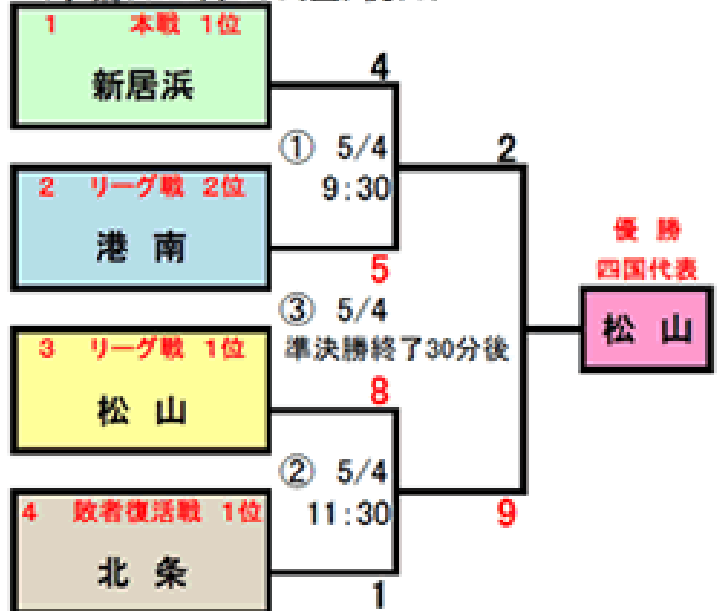 1 本戦 1位
新居浜
4
① 5/4
9:30
2
2 リーグ戦 2位
港 南
5
優 勝
四国代表
松 山
③ 5/4
準決勝終了30分後
3 リーグ戦 1位
松 山
8
② 5/4
11:30
9
4 敗者復活戦 1位
北 条
1